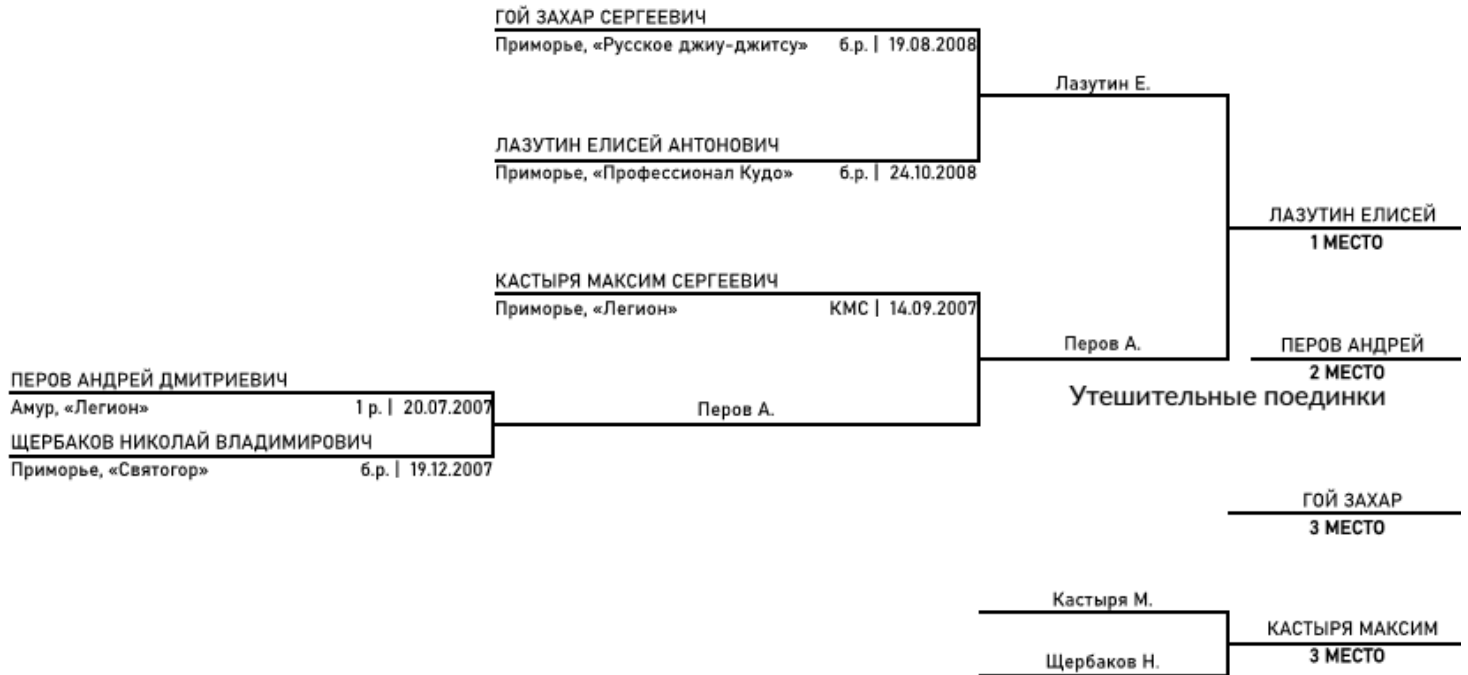 ГОЙ ЗАХАР СЕРГЕЕВИЧ
Приморье, «Русское джиу-джитсу» б.р. | 19.08.2008
Лазутин Е.
ЛАЗУТИН ЕЛИСЕЙ АНТОНОВИЧ
Приморье, «Профессионал Кудо» б.р. | 24.10.2008
ЛАЗУТИН ЕЛИСЕЙ
1 МЕСТО
КАСТЫРЯ МАКСИМ СЕРГЕЕВИЧ
Приморье, «Легион» КМС | 14.09.2007
Перов А.
ПЕРОВ АНДРЕЙ
2 МЕСТО
ПЕРОВ АНДРЕЙ ДМИТРИЕВИЧ
Амур, «Легион» 1 р. | 20.07.2007
Перов А.
ЩЕРБАКОВ НИКОЛАЙ ВЛАДИМИРОВИЧ
Приморье, «Святогор» б.р. | 19.12.2007
Утешительные поединки
ГОЙ ЗАХАР
3 МЕСТО
Кастыря М.
КАСТЫРЯ МАКСИМ
3 МЕСТО
Щербаков Н.